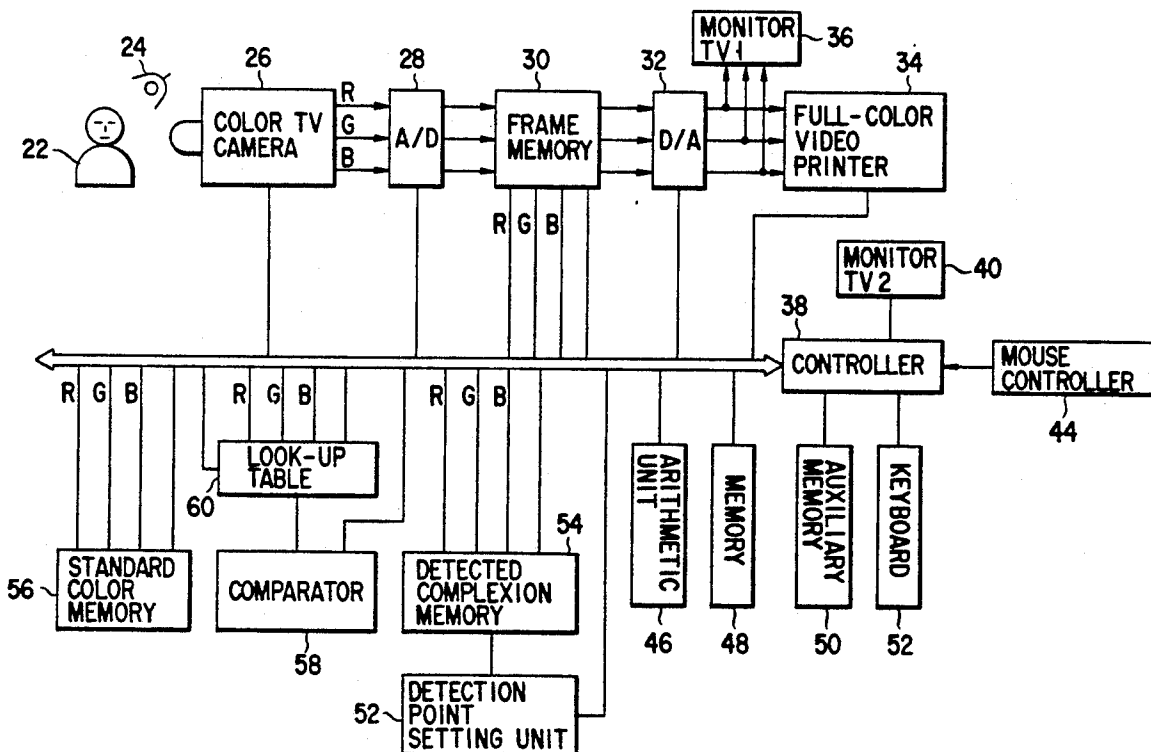 MONITOR
TV1
36
24
26
28
30
32
34
R
G
B
COLOR TV
CAMERA
A/D
FRAME
MEMORY
D/A
FULL-COLOR
VIDEO
PRINTER
22
R G B
MONITOR
TV2
40
38
CONTROLLER
MOUSE
CONTROLLER
44
R G B
R G B
R G B
LOOK-UP
TABLE
60
ARITHMETIC
UNIT
MEMORY
AUXILIARY
MEMORY
KEYBOARD
54
56
STANDARD
COLOR
MEMORY
COMPARATOR
DETECTED
COMPLEXION
MEMORY
58
46
48
50
52
52
DETECTION
POINT
SETTING UNIT